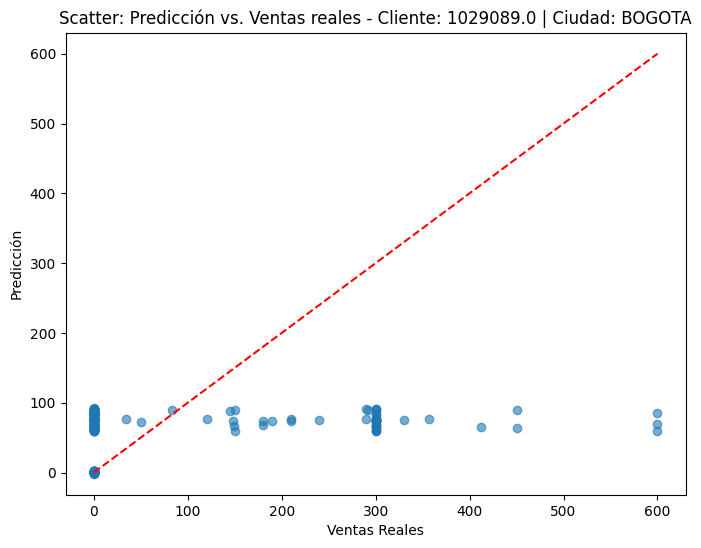 Scatter: Predicción vs. Ventas reales - Cliente: 1029089.0 | Ciudad: BOGOTA
600
500
400
300
200
100
0
Predicción
0 100 200 300 400 500 600
Ventas Reales